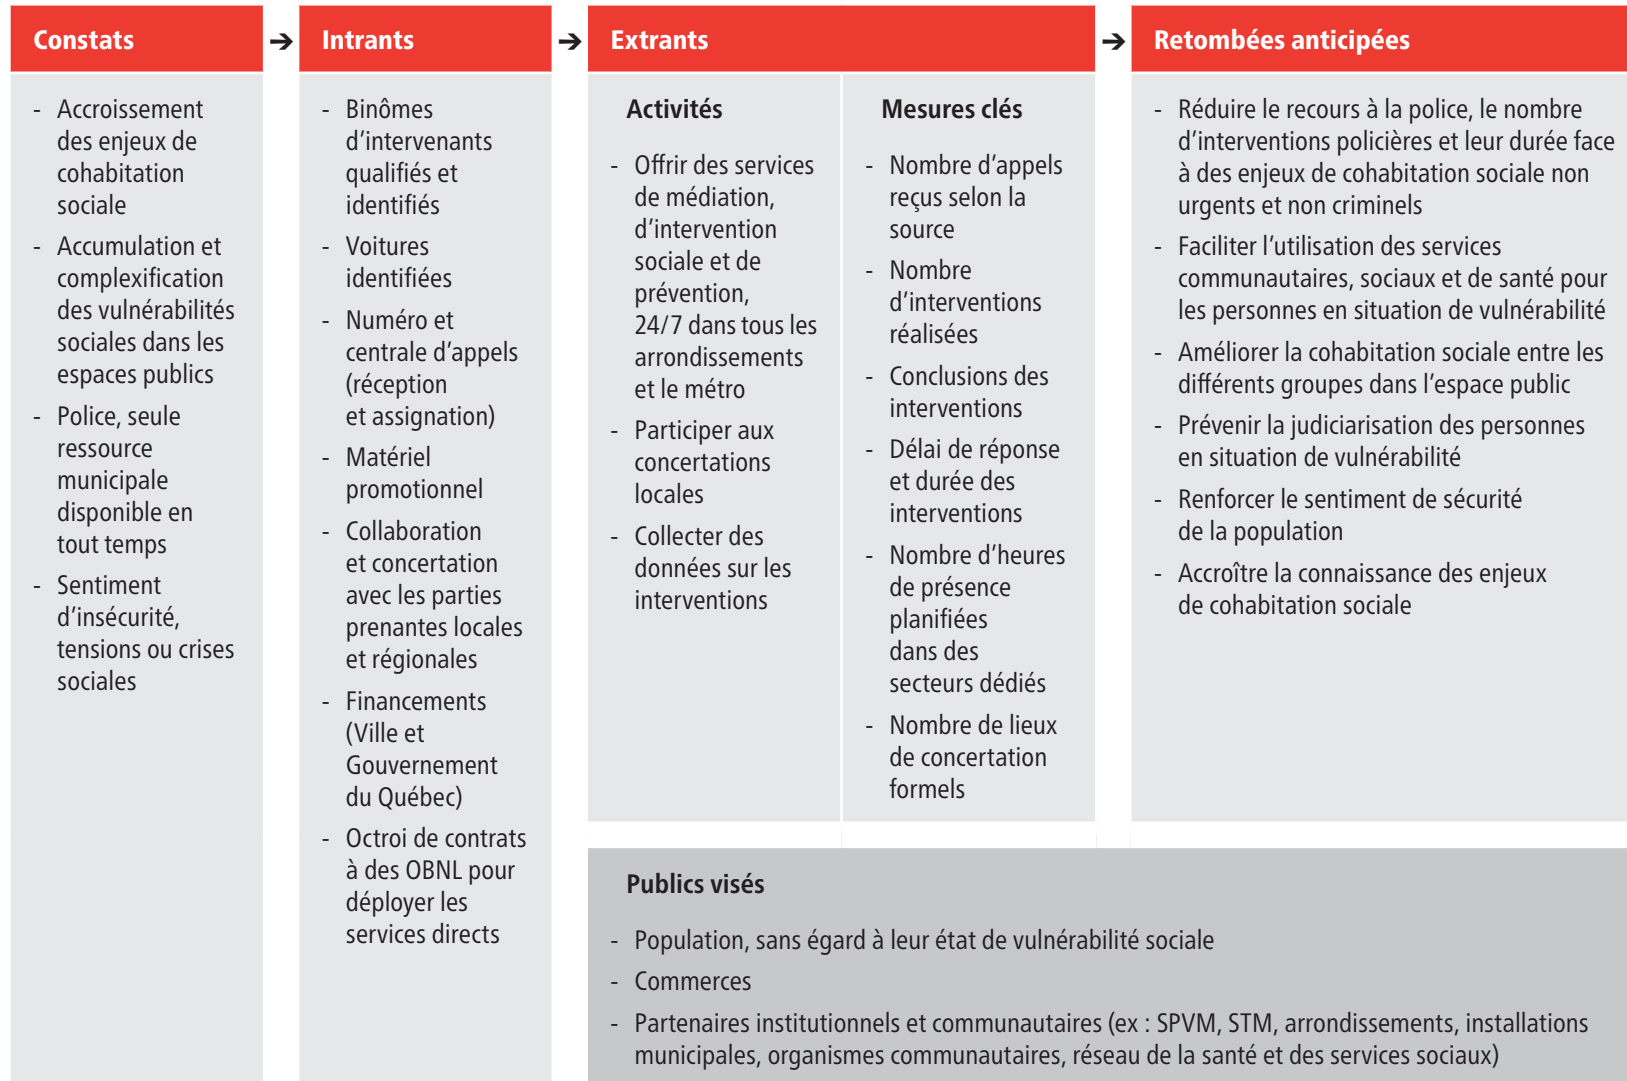 Constats
➔
Intrants
➔
Extrants
➔
Retombées anticipées
- Accroissement
des enjeux de
cohabitation
sociale
- Accumulation et
complexification
des vulnérabilités
sociales dans les
espaces publics
- Police, seule
ressource
municipale
disponible en
tout temps
- Sentiment
d’insécurité,
tensions ou crises
sociales
- Binômes
d’intervenants
qualifiés et
identifiés
- Voitures
identifiées
- Numéro et
centrale d’appels
(réception
et assignation)
- Matériel
promotionnel
- Collaboration
et concertation
avec les parties
prenantes locales
et régionales
- Financements
(Ville et
Gouvernement
du Québec)
- Octroi de contrats
à des OBNL pour
déployer les
services directs
Activités
- Offrir des services
de médiation,
d’intervention
sociale et de
prévention,
24/7 dans tous les
arrondissements
et le métro
- Participer aux
concertations
locales
- Collecter des
données sur les
interventions
Mesures clés
- Nombre d’appels
reçus selon la
source
- Nombre
d’interventions
réalisées
- Conclusions des
interventions
- Délai de réponse
et durée des
interventions
- Nombre d’heures
de présence
planifiées
dans des
secteurs dédiés
- Nombre de lieux
de concertation
formels
- Réduire le recours à la police, le nombre
d’interventions policières et leur durée face
à des enjeux de cohabitation sociale non
urgents et non criminels
- Faciliter l’utilisation des services
communautaires, sociaux et de santé pour
les personnes en situation de vulnérabilité
- Améliorer la cohabitation sociale entre les
différents groupes dans l’espace public
- Prévenir la judiciarisation des personnes
en situation de vulnérabilité
- Renforcer le sentiment de sécurité
de la population
- Accroître la connaissance des enjeux
de cohabitation sociale
Publics visés
- Population, sans égard à leur état de vulnérabilité sociale
- Commerces
- Partenaires institutionnels et communautaires (ex : SPVM, STM, arrondissements, installations
municipales, organismes communautaires, réseau de la santé et des services sociaux)